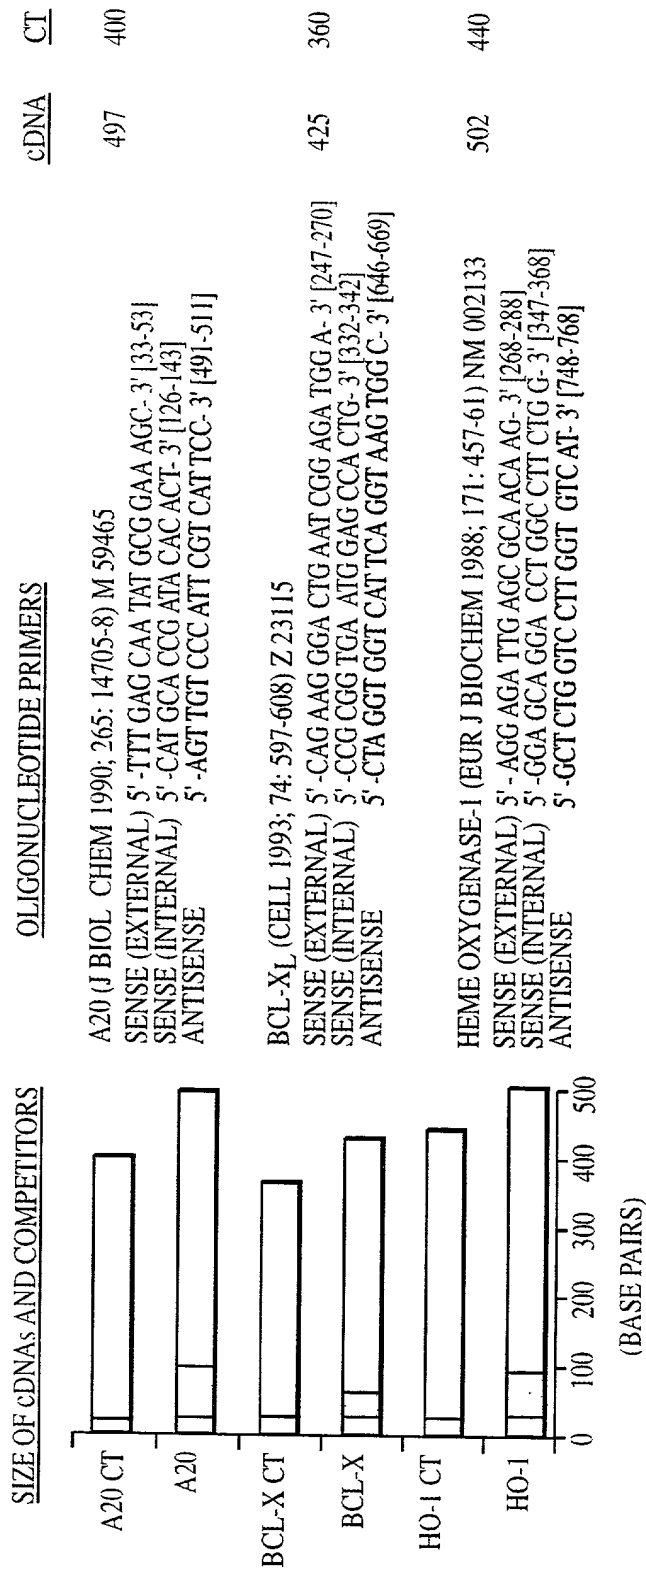 SIZE OF cDNAs AND COMPETITORS
A20 CT
A20
BCL-X CT
BCL-X
HO-1 CT
HO-1
0 100 200 300 400 500
(BASE PAIRS)
OLIGONUCLEOTIDE PRIMERS cDNA CT
A20 (J BIOL CHEM 1990; 265: 14705-8) M 59465 497 400
SENSE (EXTERNAL) 5'-TTT GAG CAA TAT GCG GAA AGC-3' [33-53]
SENSE (INTERNAL) 5'-CAT GCA CCG ATA CAC ACT-3' [126-143]
ANTISENSE 5'-AGT TGT CCC ATT CGT CAT TCC-3' [491-511]
BCL-XL (CELL 1993; 74: 597-608) Z 23115 425 360
SENSE (EXTERNAL) 5'-CAG AAG GGA CTG AAT CGG AGA TGG A-3' [247-270]
SENSE (INTERNAL) 5'-CCG CGG TGA ATG GAG CCA CTG-3' [332-342]
ANTISENSE 5'-CTA GGT GGT CAT TCA GGT AAG TGG C-3' [646-669]
HEME OXYGENASE-1 (EUR J BIOCHEM 1988; 171: 457-61) NM 002133 502 440
SENSE (EXTERNAL) 5'-AGG AGA TTG AGC GCA ACA AG-3' [268-288]
SENSE (INTERNAL) 5'-GGA GCA GGA CCT GGC CTT CTG G-3' [347-368]
ANTISENSE 5'-GCT CTG GTC CTT GGT GTC AT-3' [748-768]